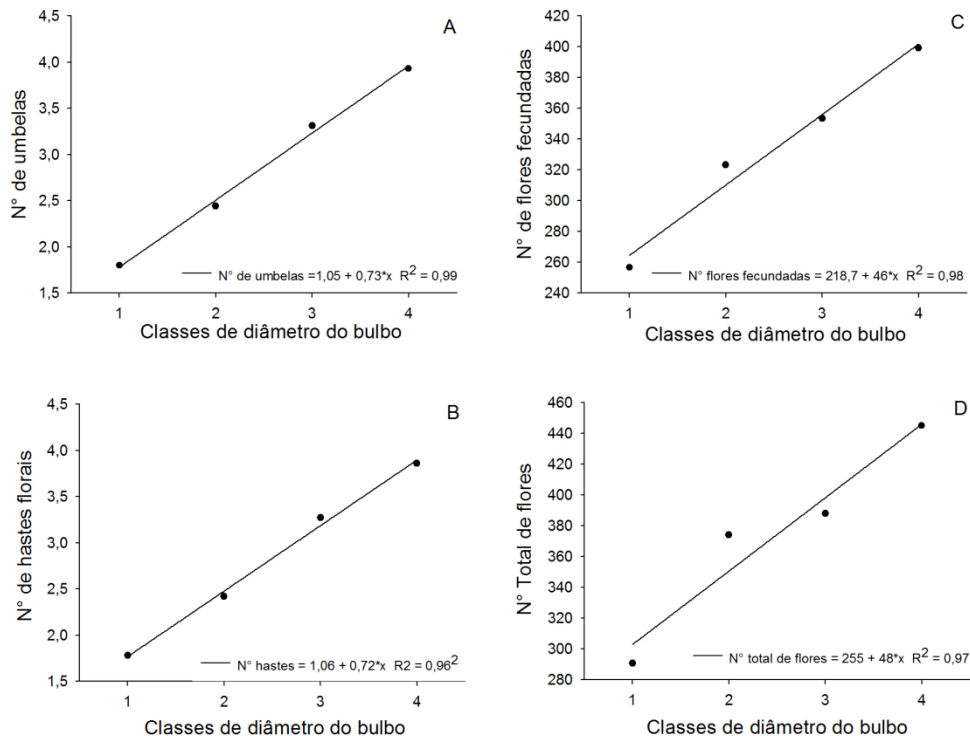 A
N° de umbelas
4,5
4,0
3,5
3,0
2,5
2,0
1,5
N° de umbelas =1,05 + 0,73*x R² = 0,99
1 2 3 4
Classes de diâmetro do bulbo
C
N° de flores fecundadas
420
400
380
360
340
320
300
280
260
240
N° flores fecundadas = 218,7 + 46*x R² = 0,98
1 2 3 4
Classes de diâmetro do bulbo
B
N° de hastes florais
4,5
4,0
3,5
3,0
2,5
2,0
1,5
N° hastes = 1,06 + 0,72*x R2 = 0,96²
1 2 3 4
Classes de diâmetro do bulbo
D
N° Total de flores
460
440
420
400
380
360
340
320
300
280
N° total de flores = 255 + 48*x R² = 0,97
1 2 3 4
Classes de diâmetro do bulbo